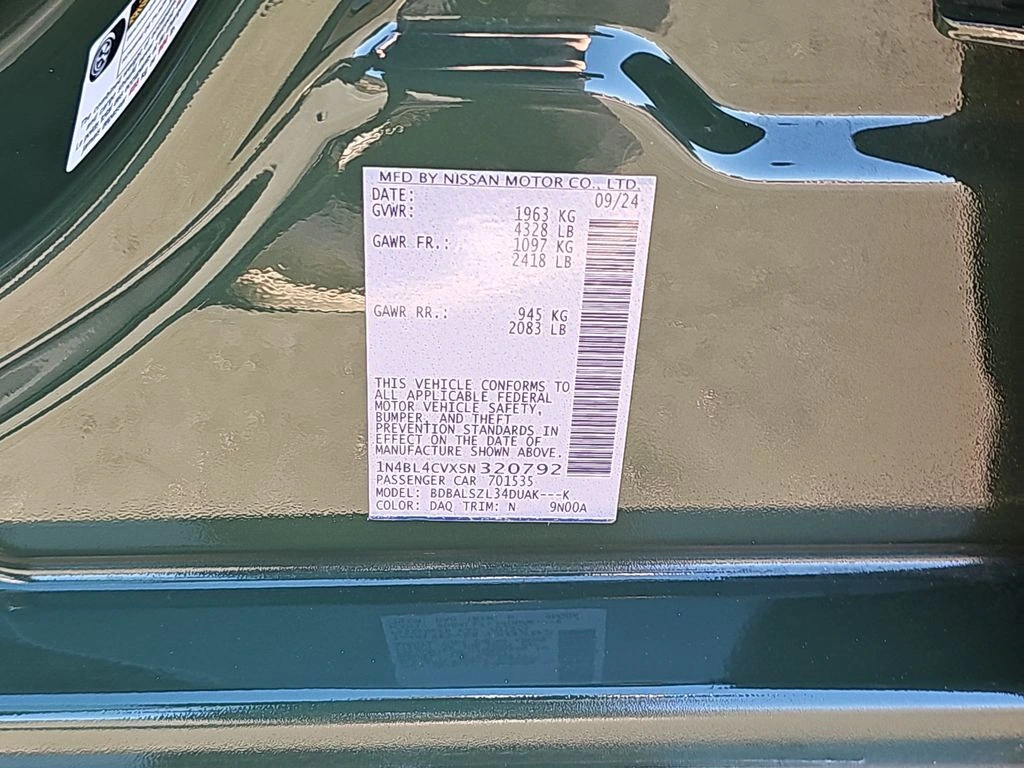 MFD BY NISSAN MOTOR CO., LTD.
DATE: 09/24
GVWR: 1963 KG
4328 LB
GAWR FR.: 1097 KG
2418 LB
GAWR RR.: 945 KG
2083 LB
THIS VEHICLE CONFORMS TO
ALL APPLICABLE FEDERAL
MOTOR VEHICLE SAFETY,
BUMPER, AND THEFT
PREVENTION STANDARDS IN
EFFECT ON THE DATE OF
MANUFACTURE SHOWN ABOVE.
1N4BL4CVXSN320792
PASSENGER CAR 701535
MODEL: BDBALSZL34DUAK---K
COLOR: DAQ TRIM: N 9N00A